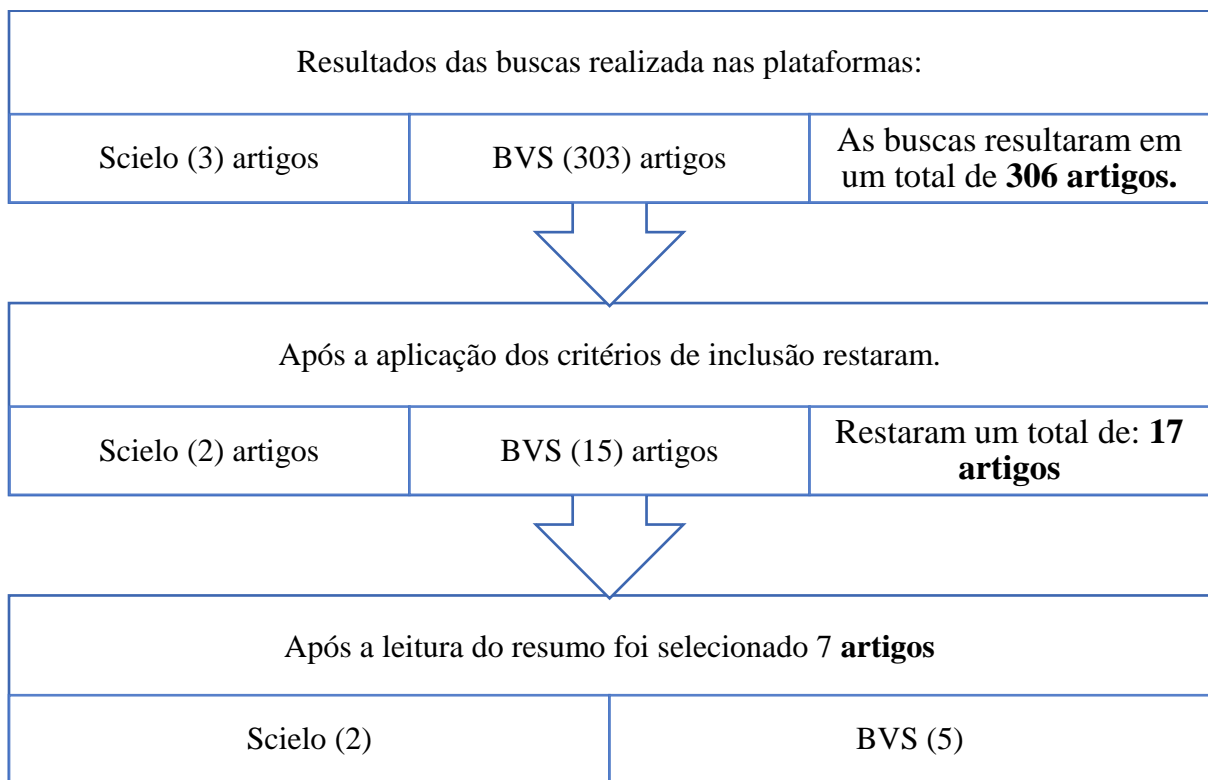 Resultados das buscas realizada nas plataformas:
Scielo (3) artigos
BVS (303) artigos
As buscas resultaram em
um total de 306 artigos.
Após a aplicação dos critérios de inclusão restaram.
Scielo (2) artigos
BVS (15) artigos
Restaram um total de: 17
artigos
Após a leitura do resumo foi selecionado 7 artigos
Scielo (2)
BVS (5)